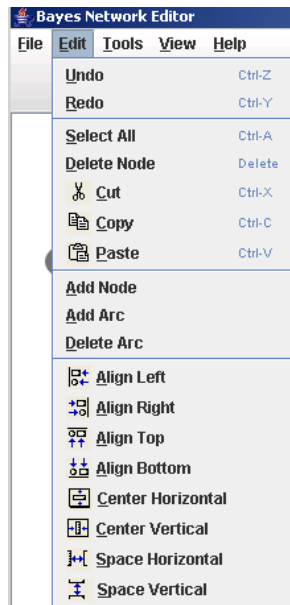 Bayes Network Editor
File Edit Tools View Help
Undo Ctrl-Z
Redo Ctrl-Y
Select All Ctrl-A
Delete Node Delete
Cut Ctrl-X
Copy Ctrl-C
Paste Ctrl-V
Add Node
Add Arc
Delete Arc
Align Left
Align Right
Align Top
Align Bottom
Center Horizontal
Center Vertical
Space Horizontal
Space Vertical